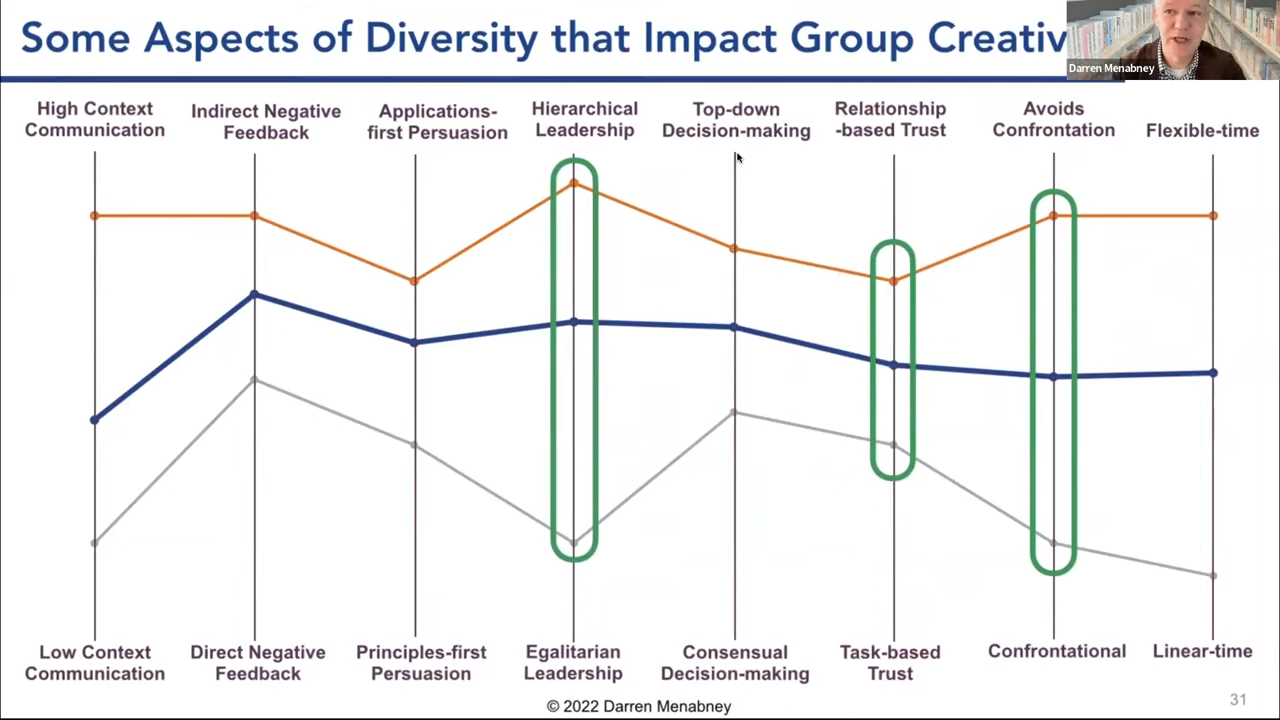 Some Aspects of Diversity that Impact Group Creativ
Darren Menabney
High Context
Communication
Indirect Negative
Feedback
Applications-
first Persuasion
Hierarchical
Leadership
Top-down
Decision-making
Relationship
-based Trust
Avoids
Confrontation
Flexible-time
Low Context
Communication
Direct Negative
Feedback
Principles-first
Persuasion
Egalitarian
Leadership
Consensual
Decision-making
Task-based
Trust
Confrontational
Linear-time
© 2022 Darren Menabney
31